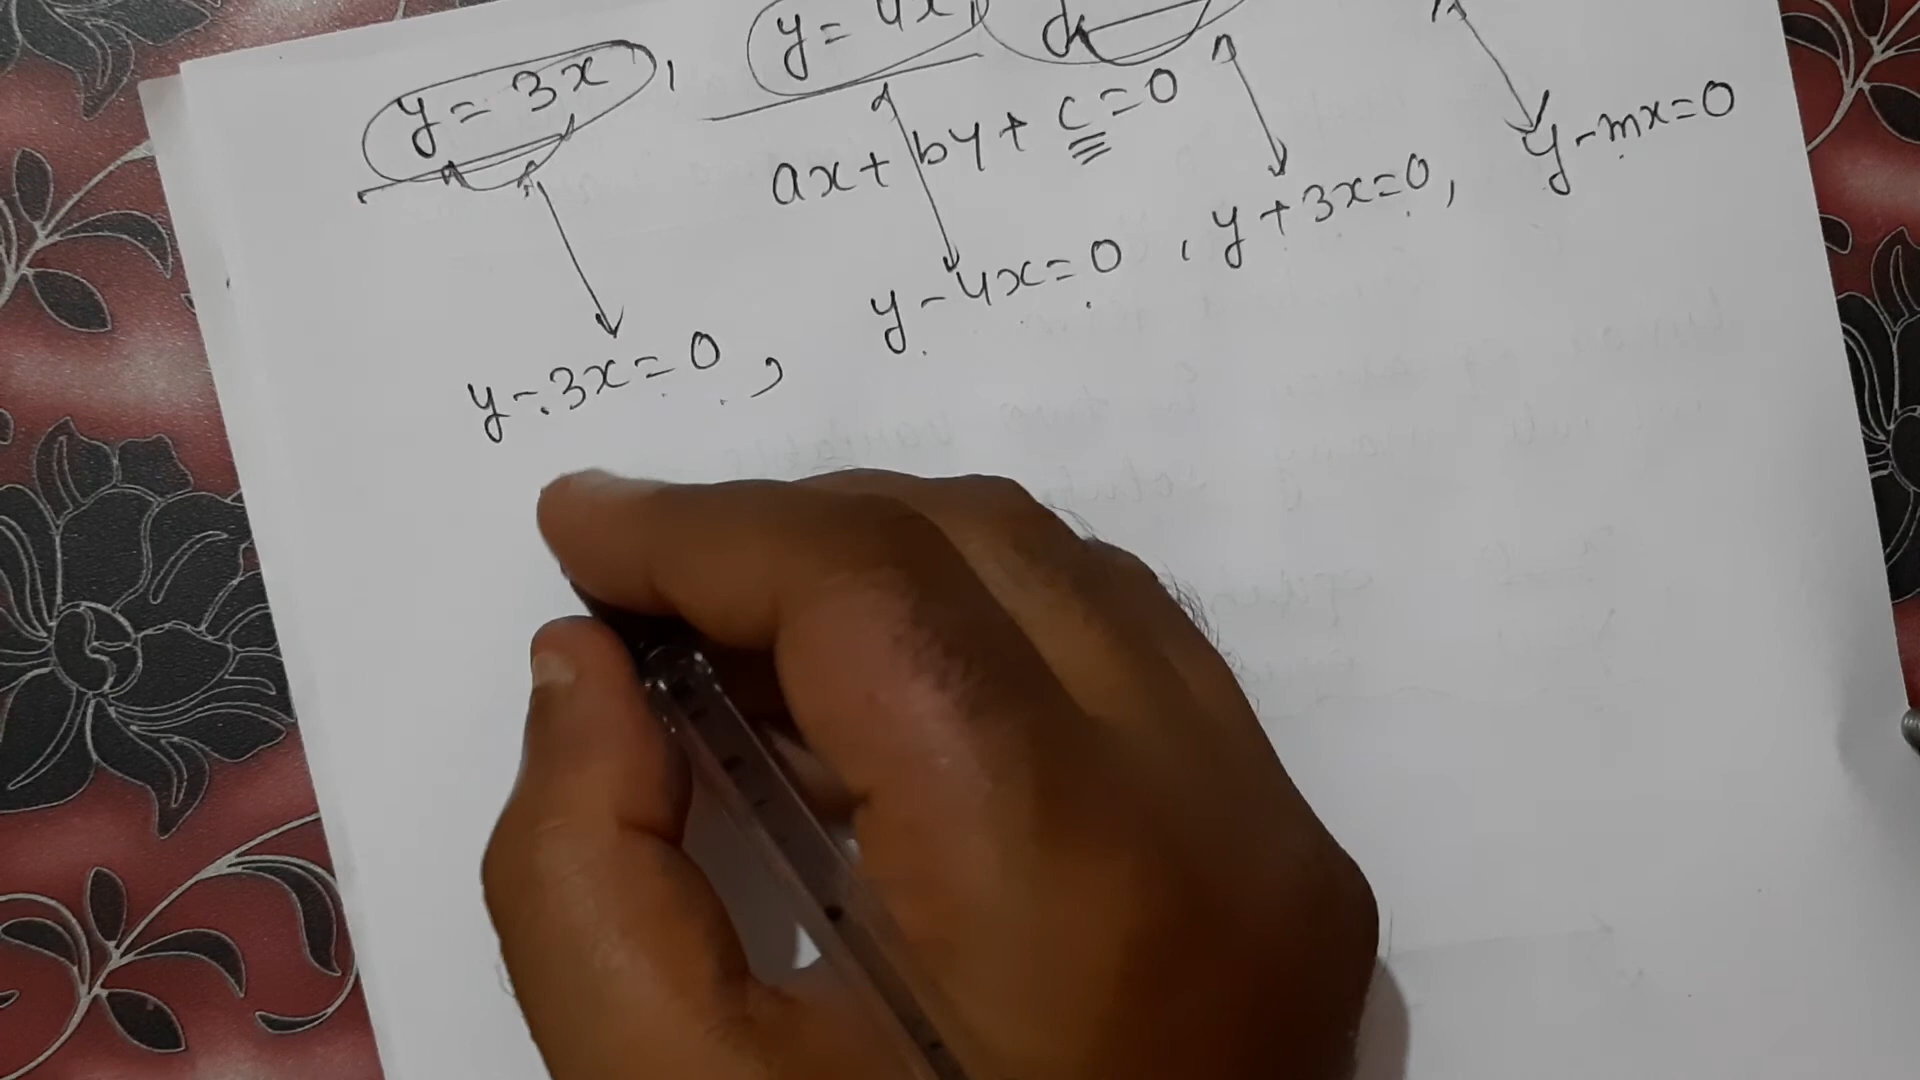 y = 3x, y = 4x,
ax + by + c = 0
y - 3x = 0, y - 4x = 0, y + 3x = 0, y - mx = 0